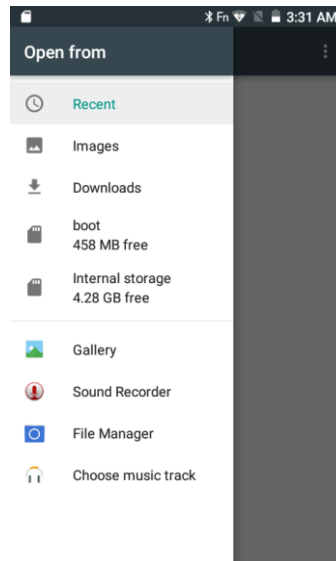 Fn 3:31 AM
Open from
Recent
Images
Downloads
boot
458 MB free
Internal storage
4.28 GB free
Gallery
Sound Recorder
File Manager
Choose music track